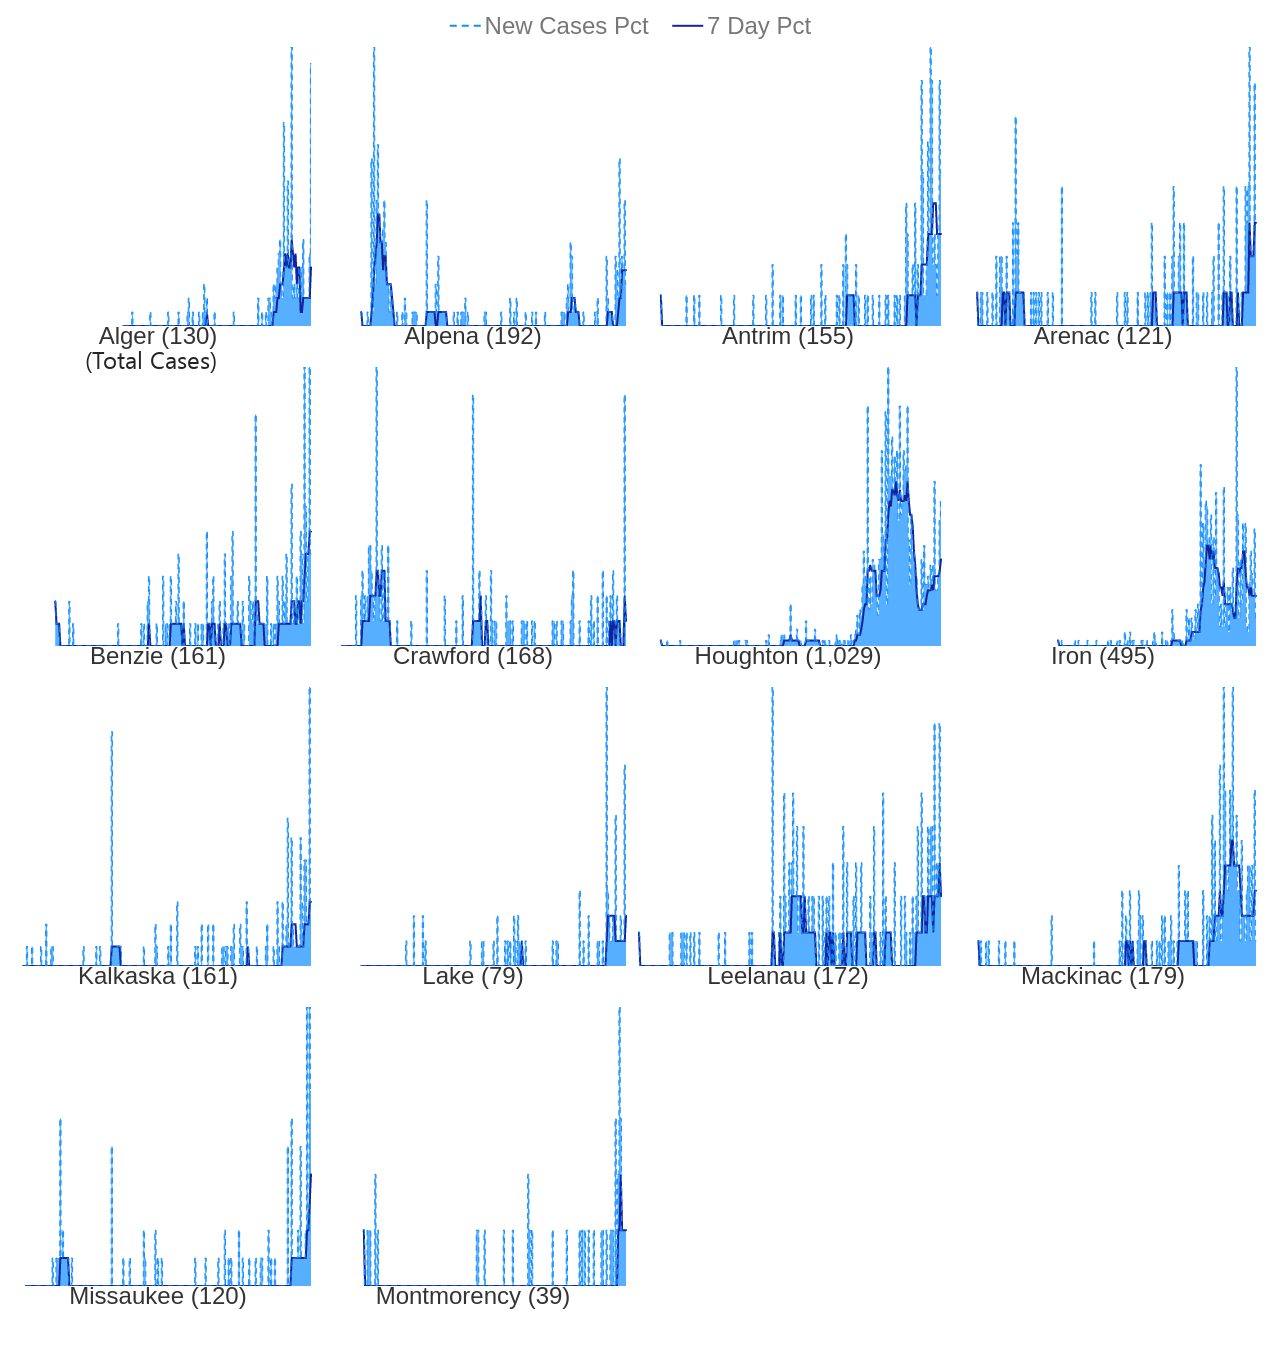 New Cases Pct 7 Day Pct
Alger (130) Alpena (192) Antrim (155) Arenac (121)
(Total Cases)
Benzie (161) Crawford (168) Houghton (1,029) Iron (495)
Kalkaska (161) Lake (79) Leelanau (172) Mackinac (179)
Missaukee (120) Montmorency (39)